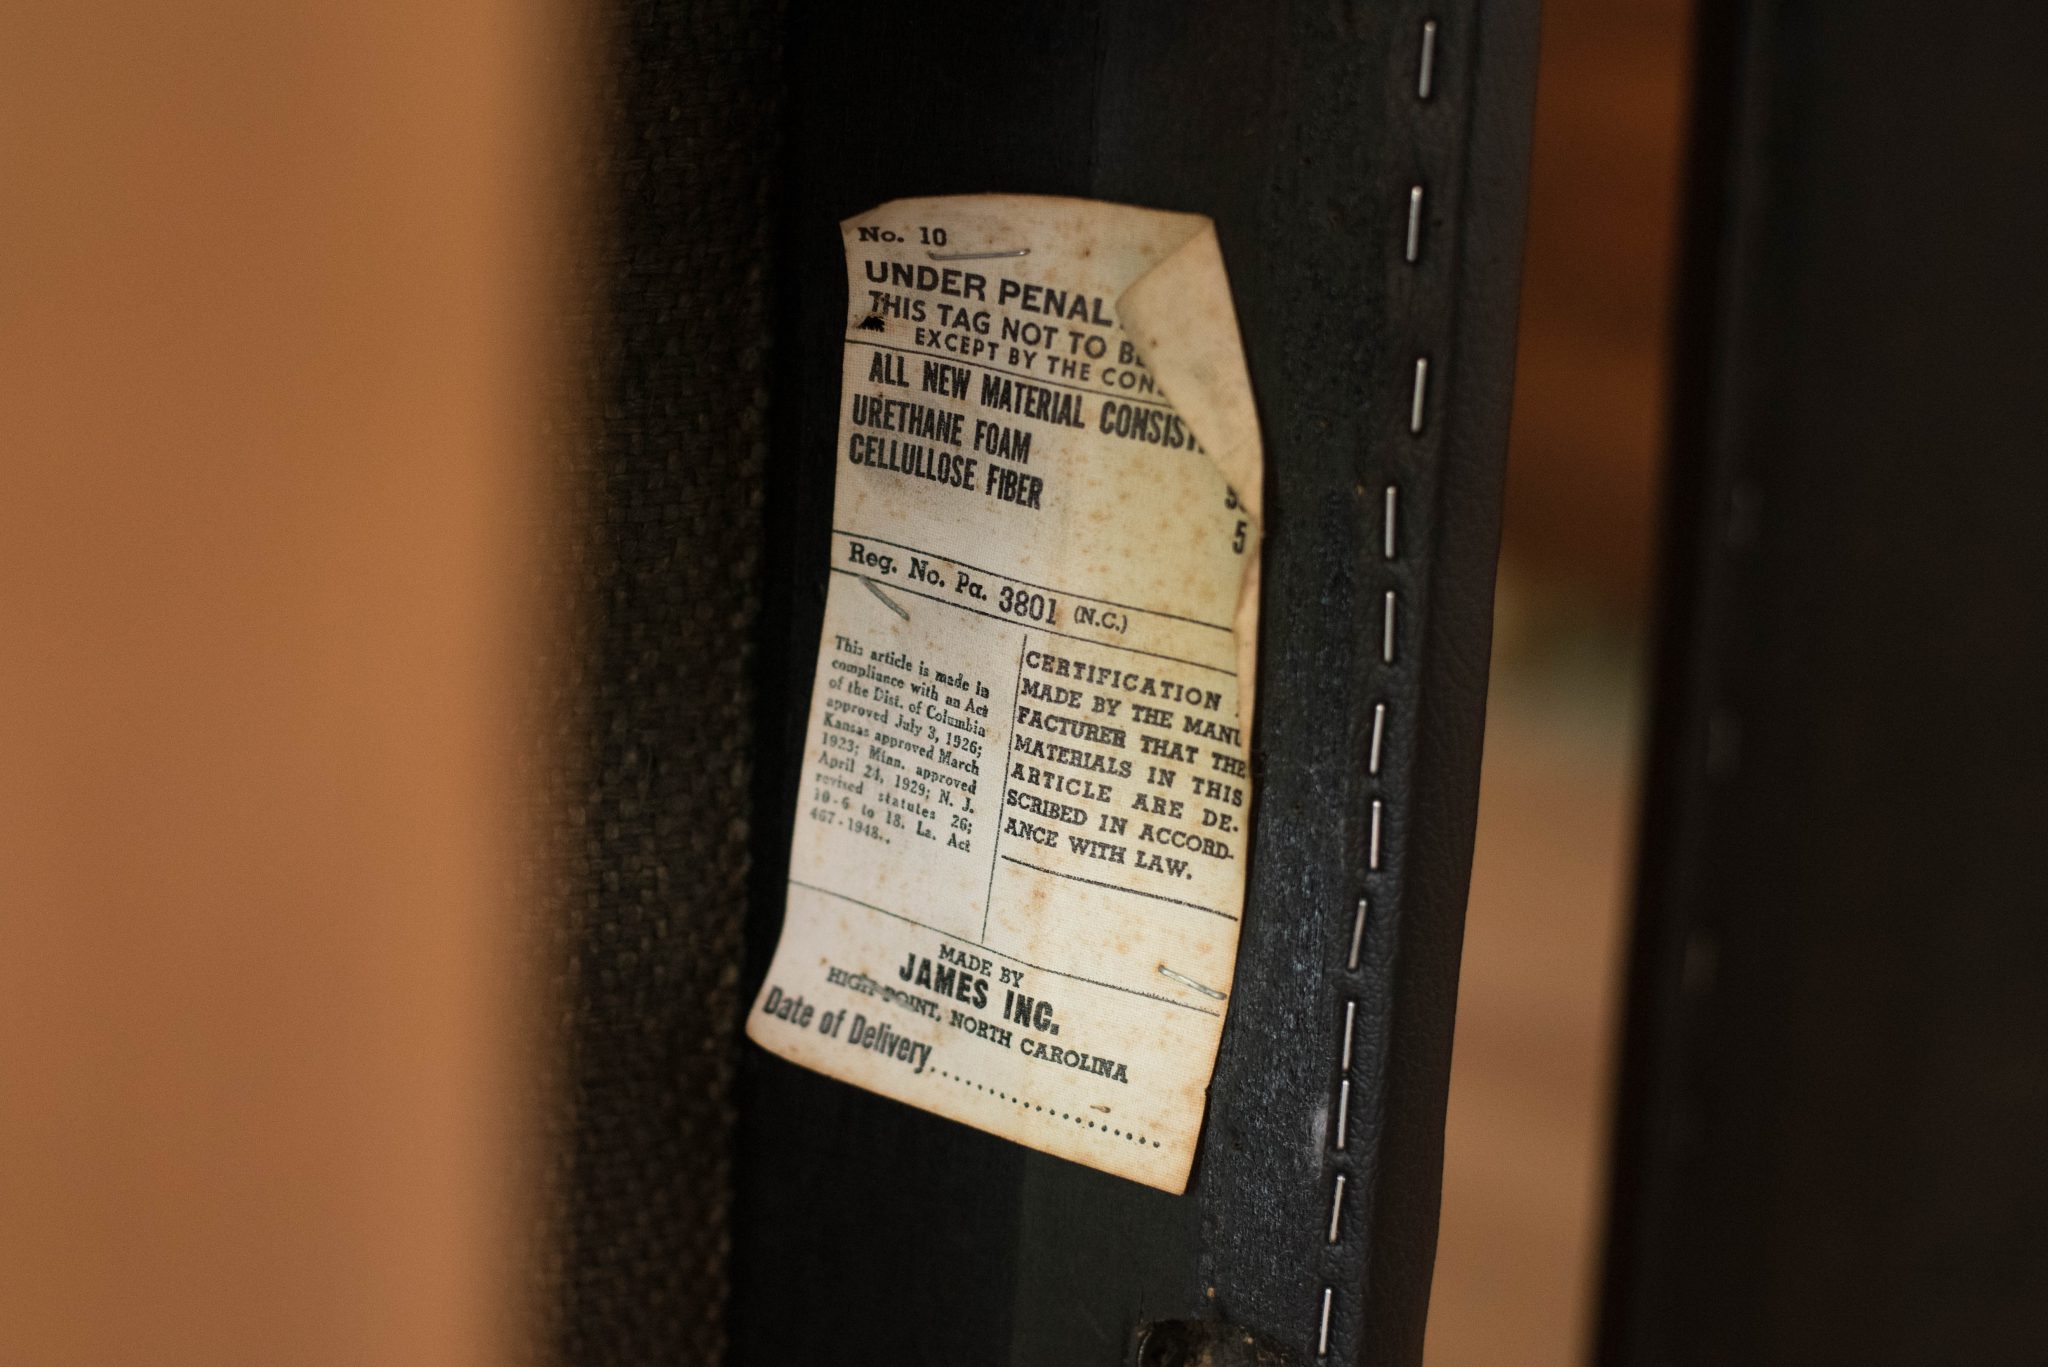 No. 10
UNDER PENAL
THIS TAG NOT TO
EXCEPT BY THE
ALL NEW MATERIAL
URETHANE FOAM
CELLULLOSE FIBER
5
Reg. No. Pa. 3801 (N.C.)
This article is made in
compliance with an Act
of the Dist. of Columbia
approved July 3, 1926;
Kansas approved March
1923; Minn. approved
April 24, 1929; N. J.
revised statutes 26;
10-6 to 18. La. Act
467-1948..
CERTIFICATION
MADE BY THE MANU
FACTURER THAT THE
MATERIALS IN THIS
ARTICLE ARE DE-
SCRIBED IN ACCORD-
ANCE WITH LAW.
MADE BY
JAMES INC.
HIGH POINT, NORTH CAROLINA
Date of Delivery....................